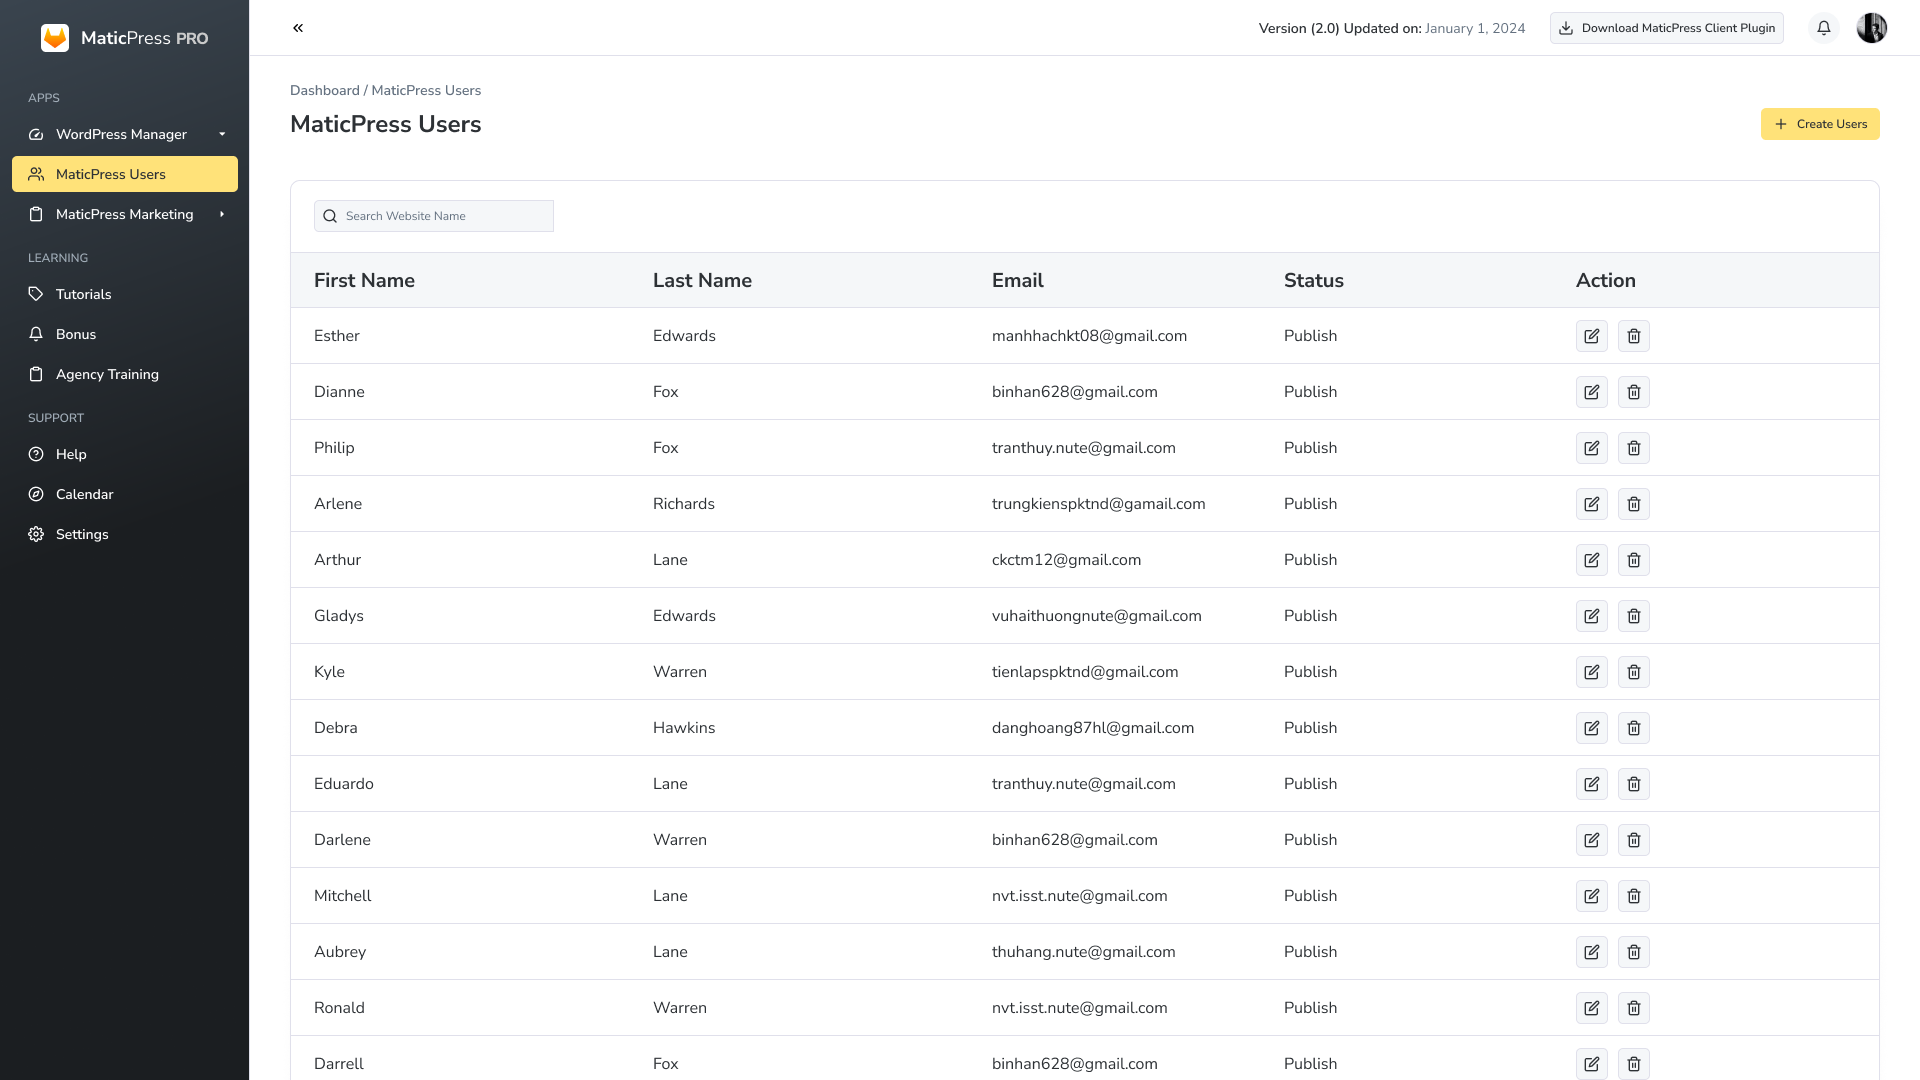 MaticPress PRO
APPS
WordPress Manager
MaticPress Users
MaticPress Marketing
LEARNING
Tutorials
Bonus
Agency Training
SUPPORT
Help
Calendar
Settings
Version (2.0) Updated on: January 1, 2024
Download MaticPress Client Plugin
Dashboard / MaticPress Users
MaticPress Users
Create Users
Search Website Name
First Name Last Name Email Status Action
Esther Edwards manhhachkt08@gmail.com Publish
Dianne Fox binhan628@gmail.com Publish
Philip Fox tranthuy.nute@gmail.com Publish
Arlene Richards trungkienspktnd@gamail.com Publish
Arthur Lane ckctm12@gmail.com Publish
Gladys Edwards vuhaithuongnute@gmail.com Publish
Kyle Warren tienlapspktnd@gmail.com Publish
Debra Hawkins danghoang87hl@gmail.com Publish
Eduardo Lane tranthuy.nute@gmail.com Publish
Darlene Warren binhan628@gmail.com Publish
Mitchell Lane nvt.isst.nute@gmail.com Publish
Aubrey Lane thuhang.nute@gmail.com Publish
Ronald Warren nvt.isst.nute@gmail.com Publish
Darrell Fox binhan628@gmail.com Publish